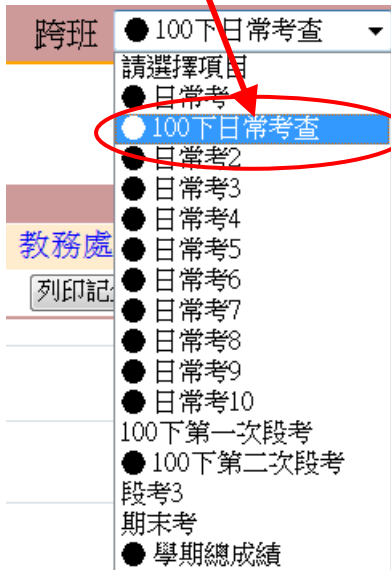 跨班 ● 100下日常考查
請選擇項目
● 日常考
● 100下日常考查
● 日常考2
● 日常考3
● 日常考4
教務處 ● 日常考5
列印記 ● 日常考6
● 日常考7
● 日常考8
● 日常考9
● 日常考10
100下第一次段考
● 100下第二次段考
段考3
期末考
● 學期總成績